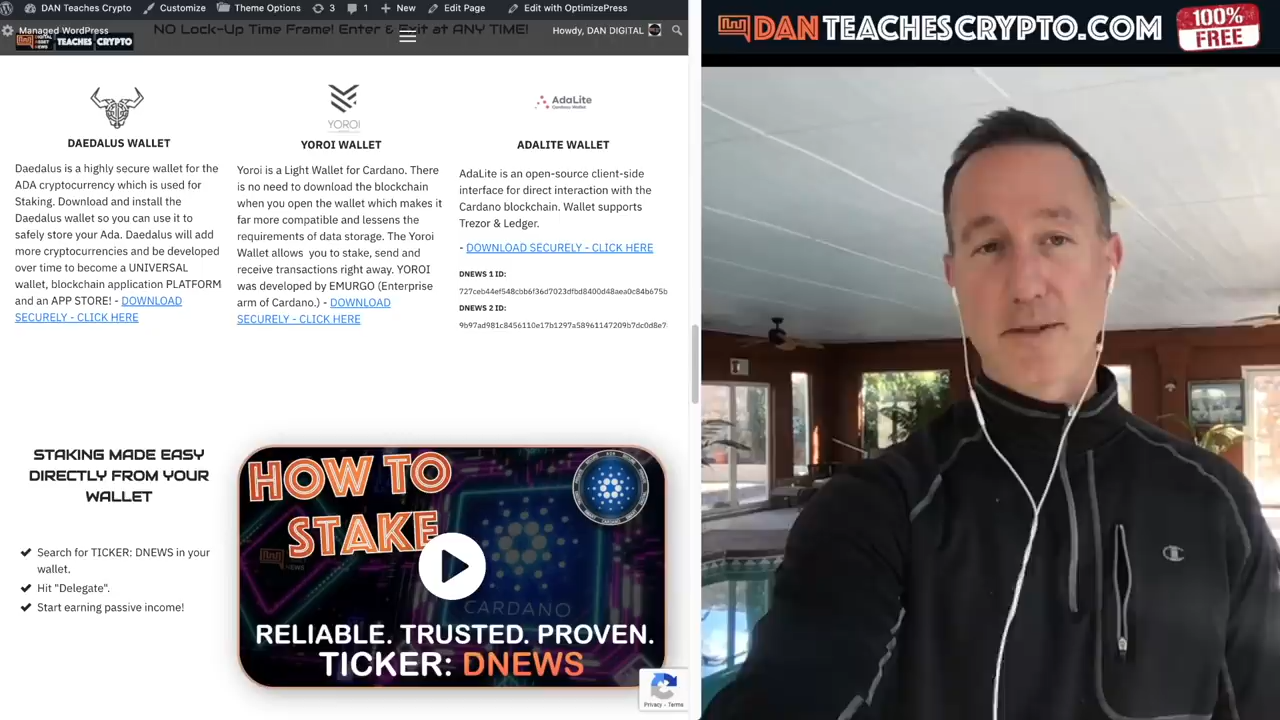 DAN Teaches Crypto
Customize
Theme Options
3
1
New
Edit Page
Edit with OptimizePress
Managed WordPress
NO Lock-Up Time Frame! Enter & Exit at ANY TIME!
Howdy, DAN DIGITAL
DIGITAL ASSET NEWS TEACHES CRYPTO
YOROI
AdaLite
DAEDALUS WALLET
Daedalus is a highly secure wallet for the
ADA cryptocurrency which is used for
Staking. Download and install the
Daedalus wallet so you can use it to
safely store your Ada. Daedalus will add
more cryptocurrencies and be developed
over time to become a UNIVERSAL
wallet, blockchain application PLATFORM
and an APP STORE! - DOWNLOAD
SECURELY - CLICK HERE
YOROI WALLET
Yoroi is a Light Wallet for Cardano. There
is no need to download the blockchain
when you open the wallet which makes it
far more compatible and lessens the
requirements of data storage. The Yoroi
Wallet allows you to stake, send and
receive transactions right away. YOROI
was developed by EMURGO (Enterprise
arm of Cardano.) - DOWNLOAD
SECURELY - CLICK HERE
ADALITE WALLET
AdaLite is an open-source client-side
interface for direct interaction with the
Cardano blockchain. Wallet supports
Trezor & Ledger.
- DOWNLOAD SECURELY - CLICK HERE
DNEWS 1 ID:
727ceb44ef548cbb6f36d7023dfbd8400d48aea0c84b675b
DNEWS 2 ID:
9b97ad981c8456110e17b1297a58961147209b7dc0d8e7
STAKING MADE EASY
DIRECTLY FROM YOUR
WALLET
Search for TICKER: DNEWS in your
wallet.
Hit "Delegate".
Start earning passive income!
HOW TO
STAKE
CARDANO
RELIABLE. TRUSTED. PROVEN.
TICKER: DNEWS
Privacy - Terms
DANTEACHESCRYPTO.COM
100%
FREE